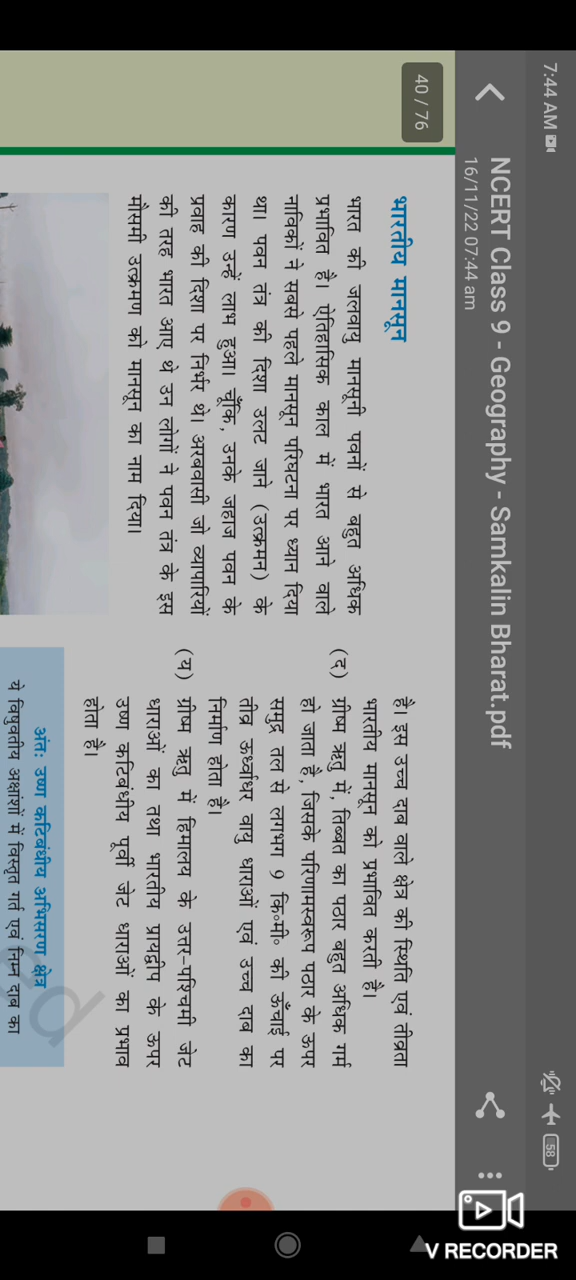 7:44 AM
58
NCERT Class 9 - Geography - Samkalin Bharat.pdf
16/11/22 07:44 am
40 / 76
भारतीय मानसून
भारत की जलवायु मानसूनी पवनों से बहुत अधिक
प्रभावित है। ऐतिहासिक काल में भारत आने वाले
नाविकों ने सबसे पहले मानसून परिघटना पर ध्यान दिया
था। पवन तंत्र की दिशा उलट जाने (उत्क्रमन) के
कारण उन्हें लाभ हुआ। चूँकि, उनके जहाज पवन के
प्रवाह की दिशा पर निर्भर थे। अरबवासी जो व्यापारियों
की तरह भारत आए थे उन लोगों ने पवन तंत्र के इस
मौसमी उत्क्रमण को मानसून का नाम दिया।
है। इस उच्च दाब वाले क्षेत्र की स्थिति एवं तीव्रता
भारतीय मानसून को प्रभावित करती है।
(द) ग्रीष्म ऋतु में, तिब्बत का पठार बहुत अधिक गर्म
हो जाता है, जिसके परिणामस्वरूप पठार के ऊपर
समुद्र तल से लगभग 9 कि॰मी॰ की ऊँचाई पर
तीव्र ऊर्ध्वाधर वायु धाराओं एवं उच्च दाब का
निर्माण होता है।
(य) ग्रीष्म ऋतु में हिमालय के उत्तर-पश्चिमी जेट
धाराओं का तथा भारतीय प्रायद्वीप के ऊपर
उष्ण कटिबंधीय पूर्वी जेट धाराओं का प्रभाव
होता है।
अंतः उष्ण कटिबंधीय अभिसरण क्षेत्र
ये विषुवतीय अक्षांशों में विस्तृत गर्त एवं निम्न दाब का
V RECORDER